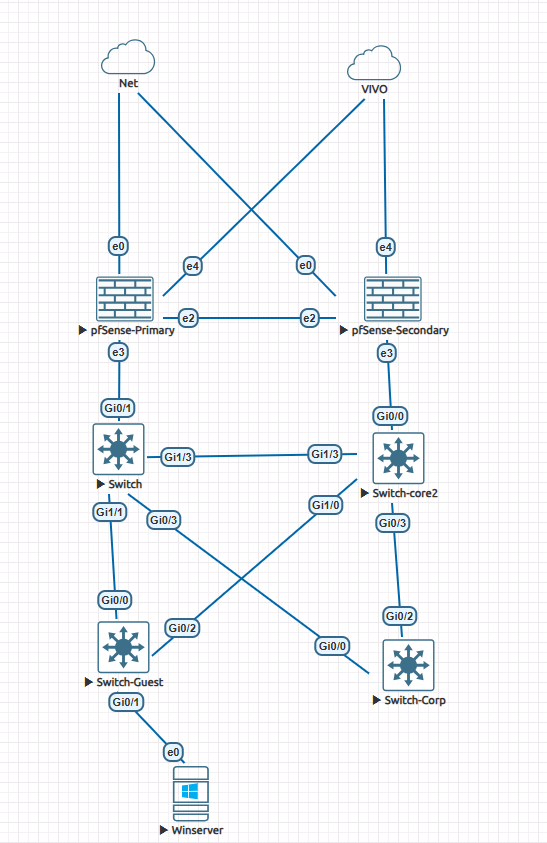 Net
VIVO
e0
e4
e4
e0
e2
e2
pfSense-Primary
pfSense-Secondary
e3
e3
Gi0/1
Gi0/0
Gi1/3
Gi1/3
Switch
Switch-core2
Gi1/1
Gi0/3
Gi1/0
Gi0/3
Gi0/0
Gi0/2
Gi0/2
Gi0/0
Switch-Guest
Switch-Corp
Gi0/1
e0
Winserver